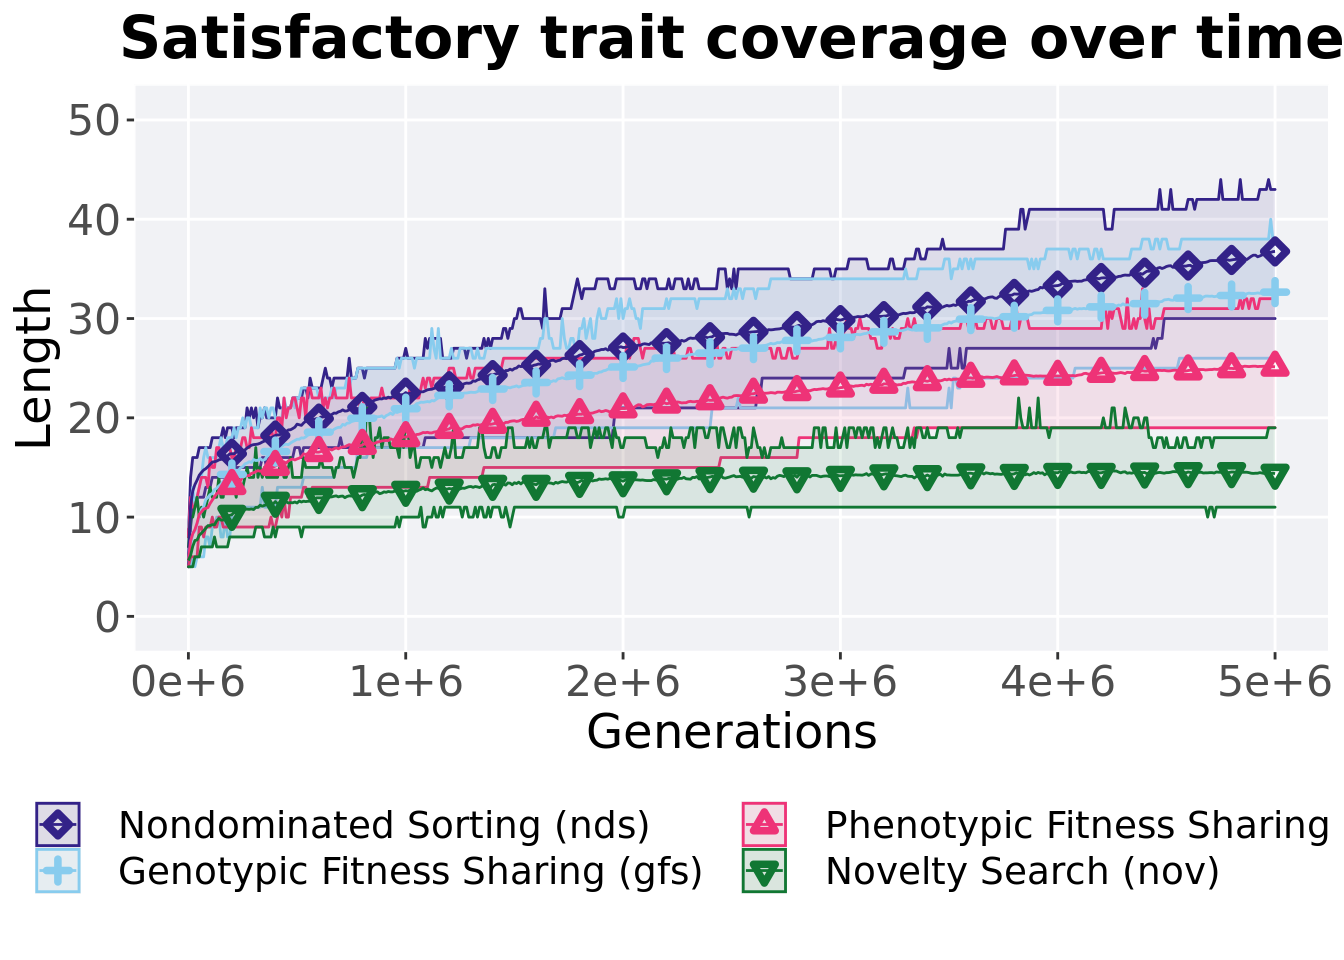 Satisfactory trait coverage over time
50
40
30
20
10
0
Length
0e+6 1e+6 2e+6 3e+6 4e+6 5e+6
Generations
Nondominated Sorting (nds) Phenotypic Fitness Sharing
Genotypic Fitness Sharing (gfs) Novelty Search (nov)